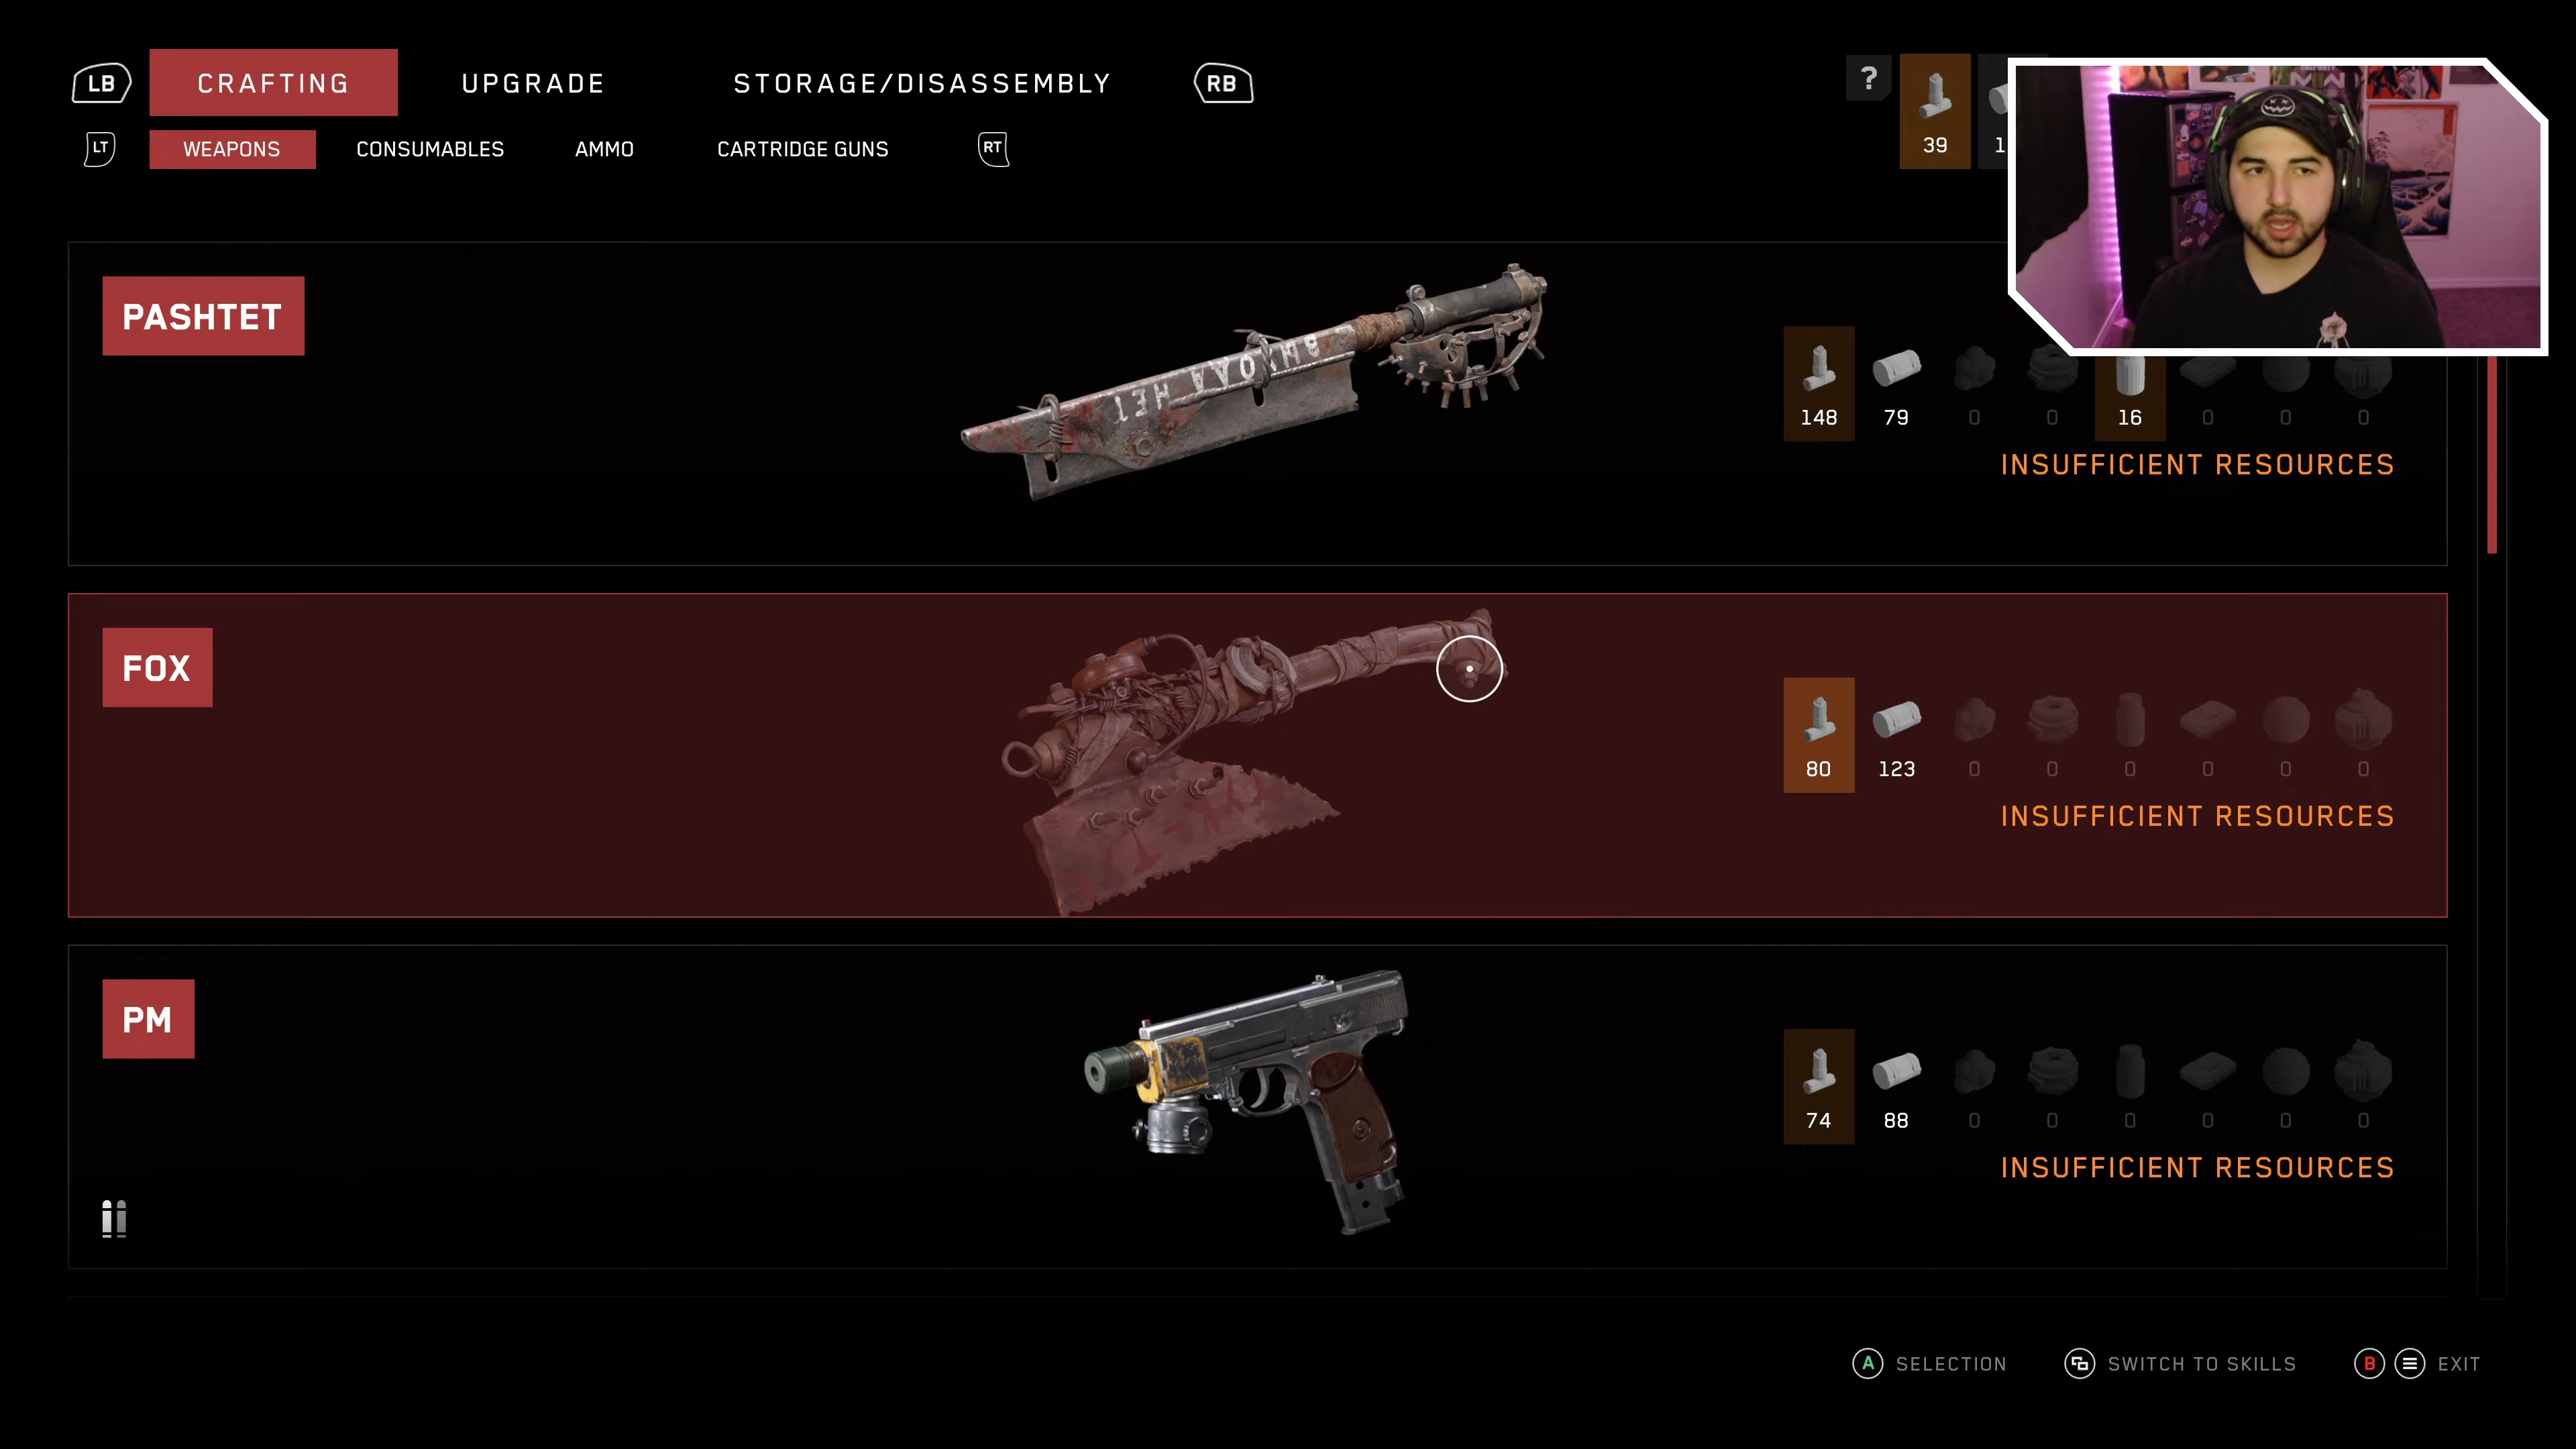 LB CRAFTING UPGRADE STORAGE/DISASSEMBLY RB
LT WEAPONS CONSUMABLES AMMO CARTRIDGE GUNS RT
?
39
PASHTET
НЕТ
148 79 0 0 16 0 0 0
INSUFFICIENT RESOURCES
FOX
80 123 0 0 0 0 0 0
INSUFFICIENT RESOURCES
PM
74 88 0 0 0 0 0 0
INSUFFICIENT RESOURCES
A SELECTION SWITCH TO SKILLS B EXIT